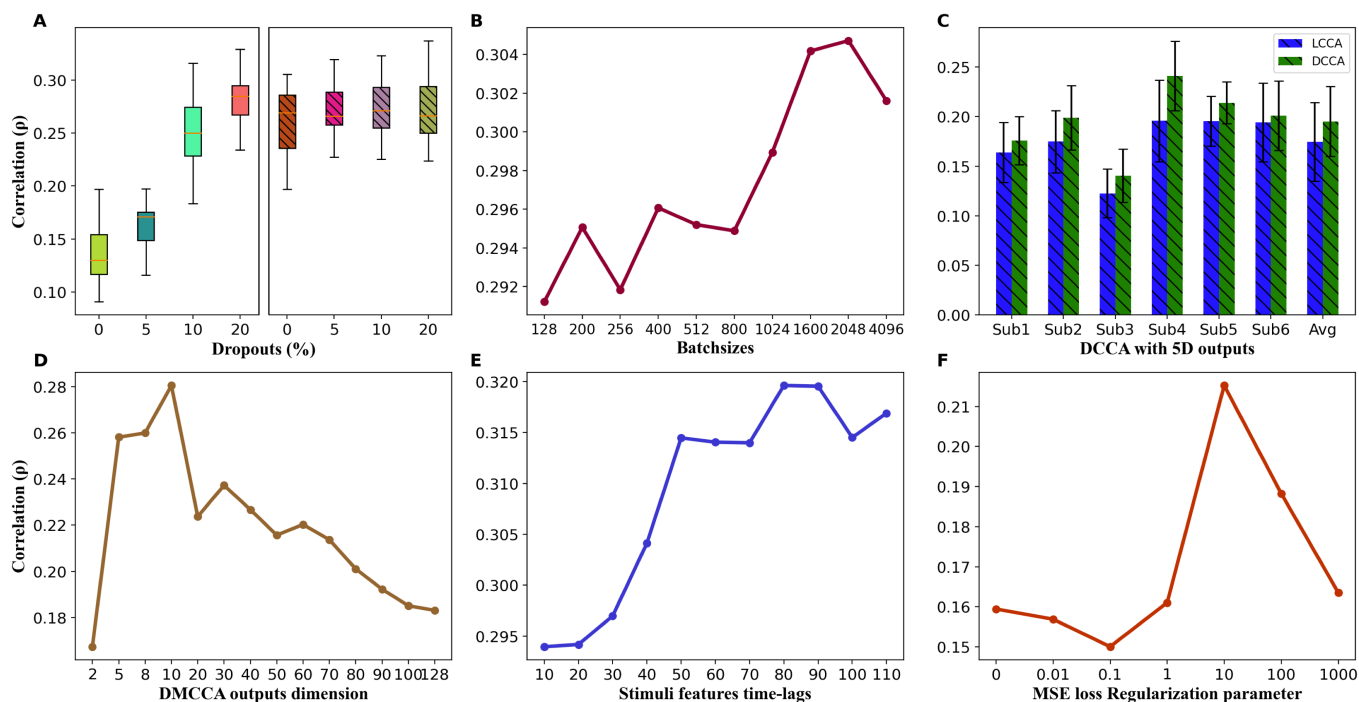 A
B
C
Correlation (ρ)
0.30
0.25
0.20
0.15
0.10
0 5 10 20
0 5 10 20
Dropouts (%)
0.304
0.302
0.300
0.298
0.296
0.294
0.292
128 200 256 400 512 800 1024 1600 2048 4096
Batchsizes
LCCA
DCCA
0.25
0.20
0.15
0.10
0.05
0.00
Sub1 Sub2 Sub3 Sub4 Sub5 Sub6 Avg
DCCA with 5D outputs
D
E
F
Correlation (ρ)
0.28
0.26
0.24
0.22
0.20
0.18
2 5 8 10 20 30 40 50 60 70 80 90 100 128
DMCCA outputs dimension
0.320
0.315
0.310
0.305
0.300
0.295
10 20 30 40 50 60 70 80 90 100 110
Stimuli features time-lags
0.21
0.20
0.19
0.18
0.17
0.16
0.15
0 0.01 0.1 1 10 100 1000
MSE loss Regularization parameter